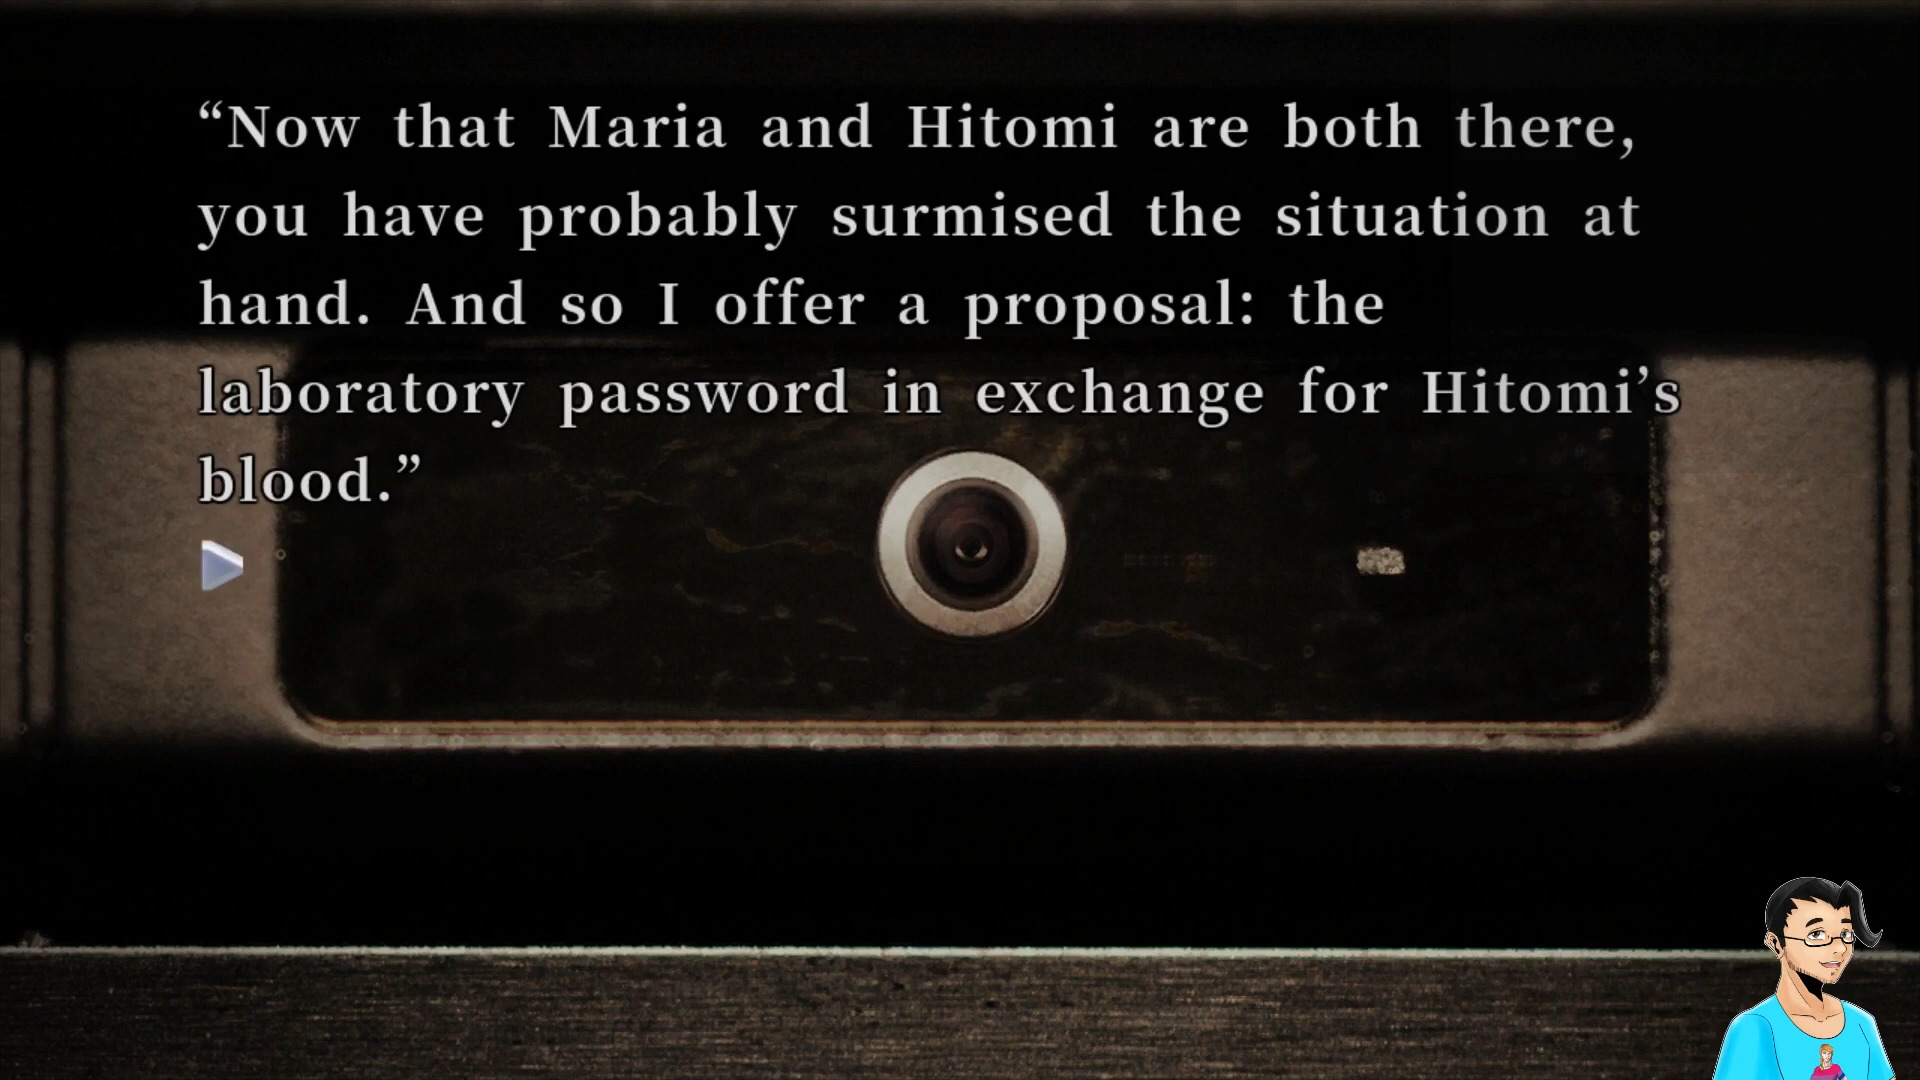 “Now that Maria and Hitomi are both there,
you have probably surmised the situation at
hand. And so I offer a proposal: the
laboratory password in exchange for Hitomi’s
blood.”